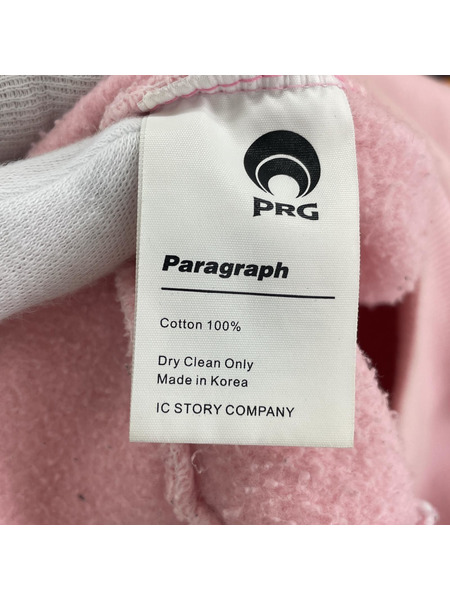 PRG
Paragraph
Cotton 100%
Dry Clean Only
Made in Korea
IC STORY COMPANY